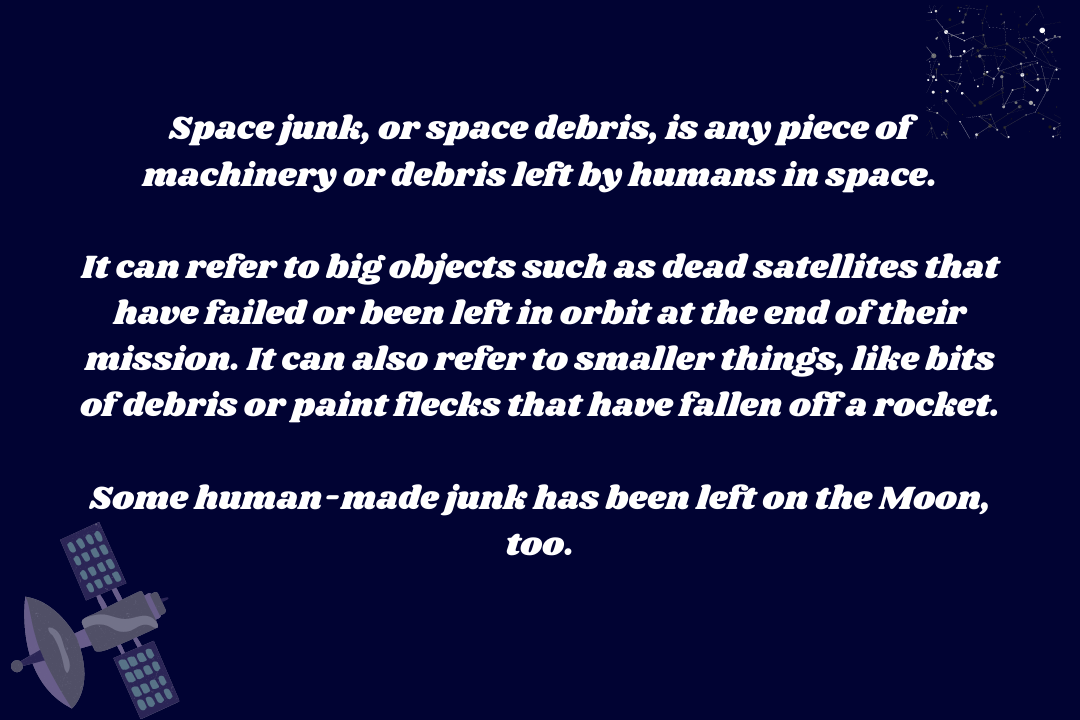 Space junk, or space debris, is any piece of
machinery or debris left by humans in space.
It can refer to big objects such as dead satellites that
have failed or been left in orbit at the end of their
mission. It can also refer to smaller things, like bits
of debris or paint flecks that have fallen off a rocket.
Some human-made junk has been left on the Moon,
too.